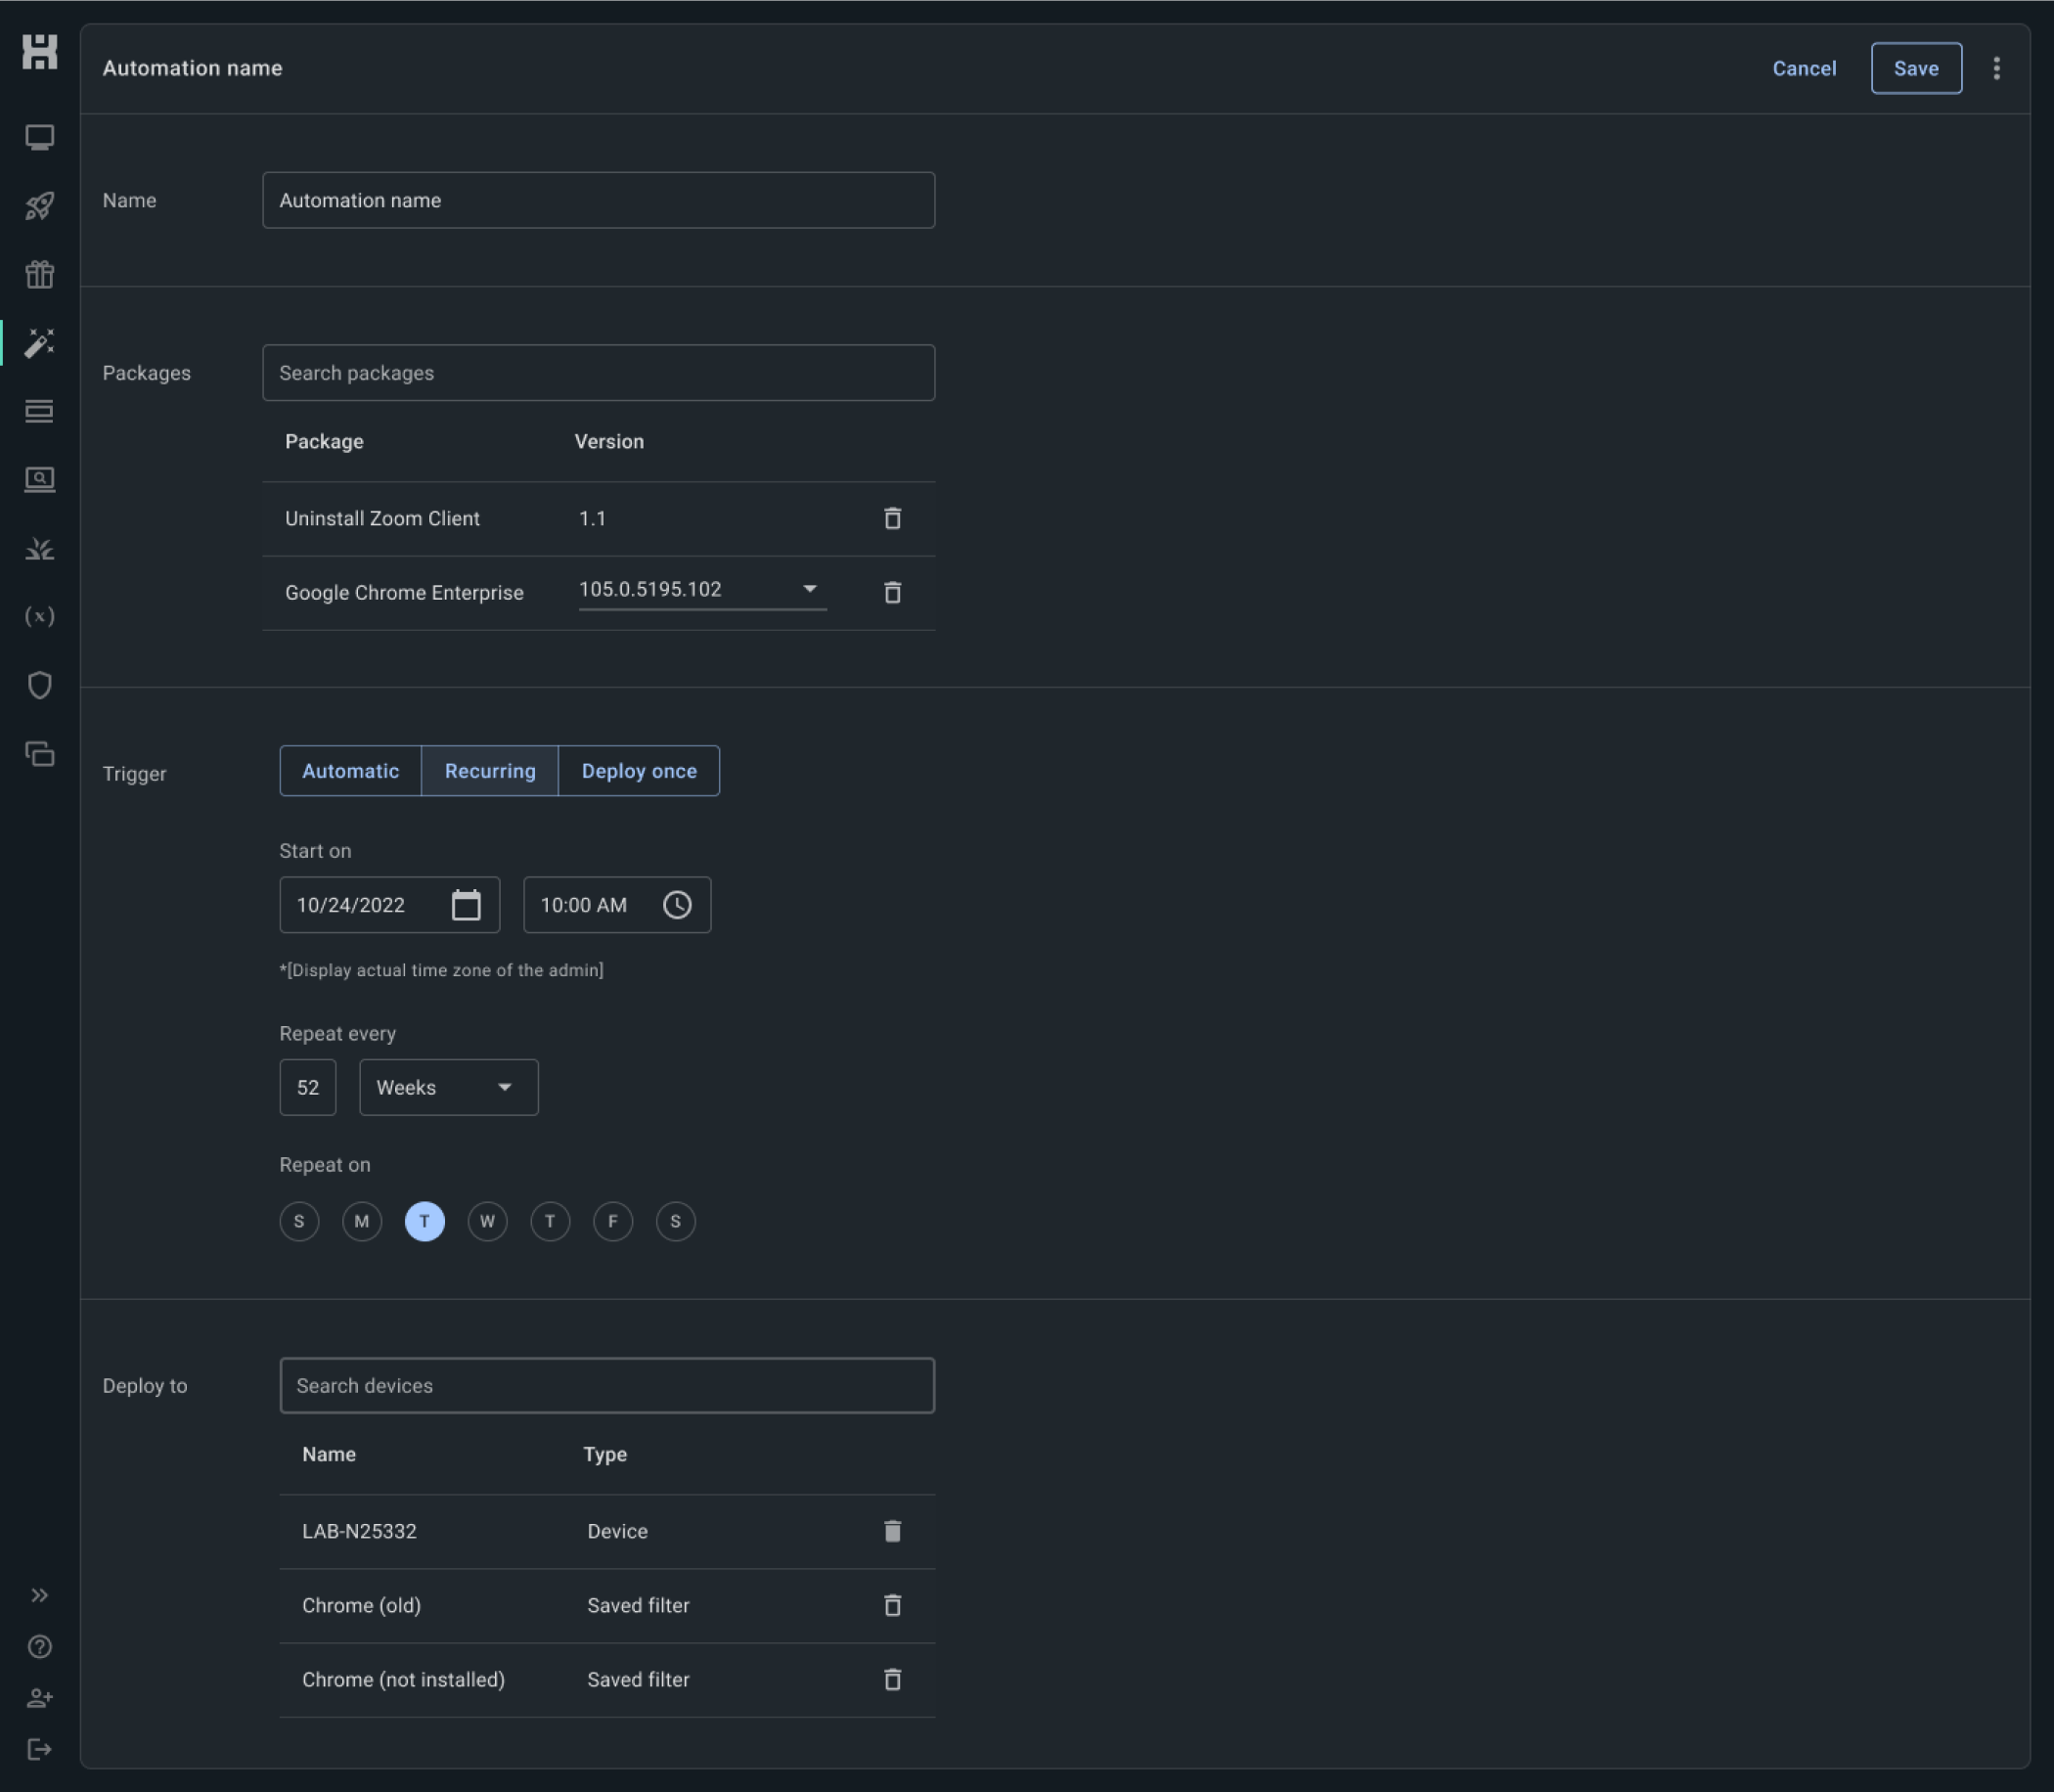 Automation name
Cancel
Save
Name
Automation name
Packages
Search packages
Package Version
Uninstall Zoom Client 1.1
Google Chrome Enterprise 105.0.5195.102
(x)
Trigger
Automatic Recurring Deploy once
Start on
10/24/2022 10:00 AM
*[Display actual time zone of the admin]
Repeat every
52 Weeks
Repeat on
S M T W T F S
Deploy to
Search devices
Name Type
LAB-N25332 Device
Chrome (old) Saved filter
Chrome (not installed) Saved filter